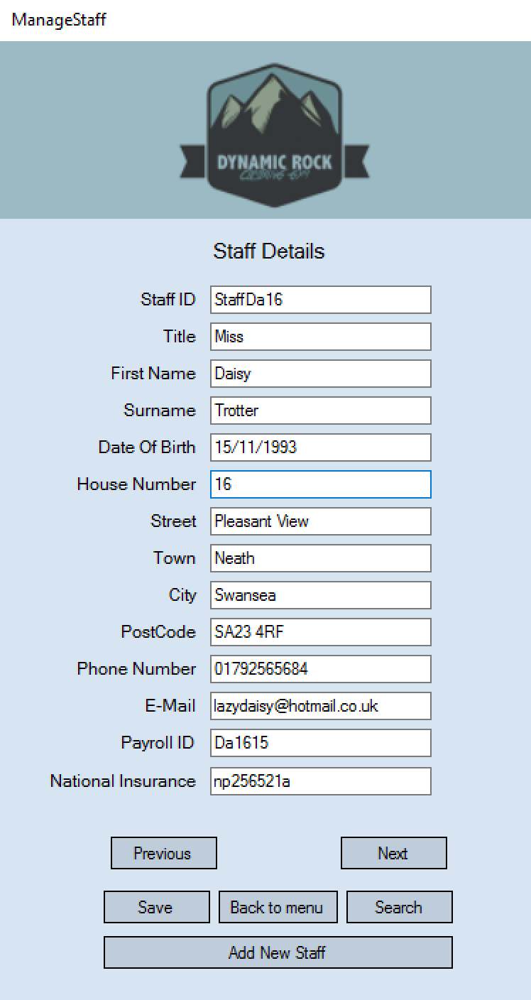 ManageStaff
DYNAMIC ROCK
Staff Details
Staff ID StaffDa16
Title Miss
First Name Daisy
Surname Trotter
Date Of Birth 15/11/1993
House Number 16
Street Pleasant View
Town Neath
City Swansea
PostCode SA23 4RF
Phone Number 01792565684
E-Mail lazydaisy@hotmail.co.uk
Payroll ID Da1615
National Insurance np256521a
Previous Next
Save Back to menu Search
Add New Staff